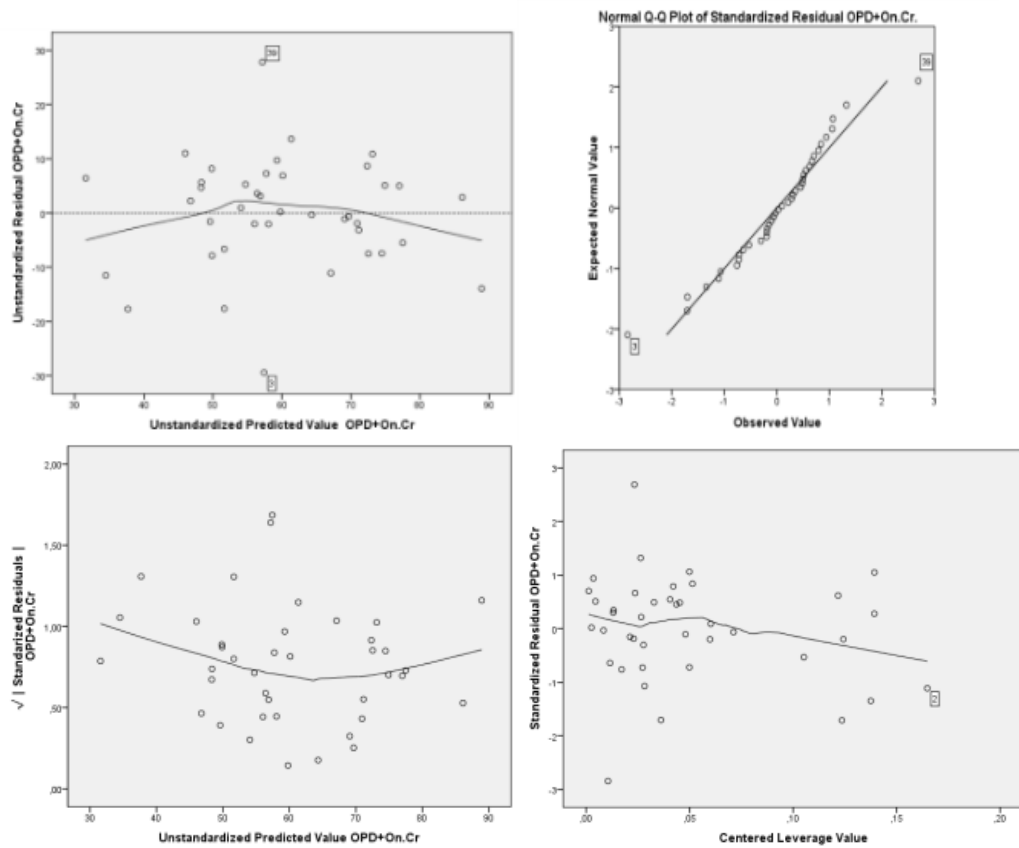 Unstandardized Residual OPD+On.Cr
30
20
10
0
-10
-20
-30
39
3
30 40 50 60 70 80 90
Unstandardized Predicted Value OPD+On.Cr
Normal Q-Q Plot of Standardized Residual OPD+On.Cr.
Expected Normal Value
3
2
1
0
-1
-2
-3
39
3
-3 -2 -1 0 1 2 3
Observed Value
√ | Standarized Residuals |
OPD+On.Cr
2,00
1,50
1,00
,50
,00
30 40 50 60 70 80 90
Unstandardized Predicted Value OPD+On.Cr
Standardized Residual OPD+On.Cr
3
2
1
0
-1
-2
-3
2
,00 ,05 ,10 ,15 ,20
Centered Leverage Value